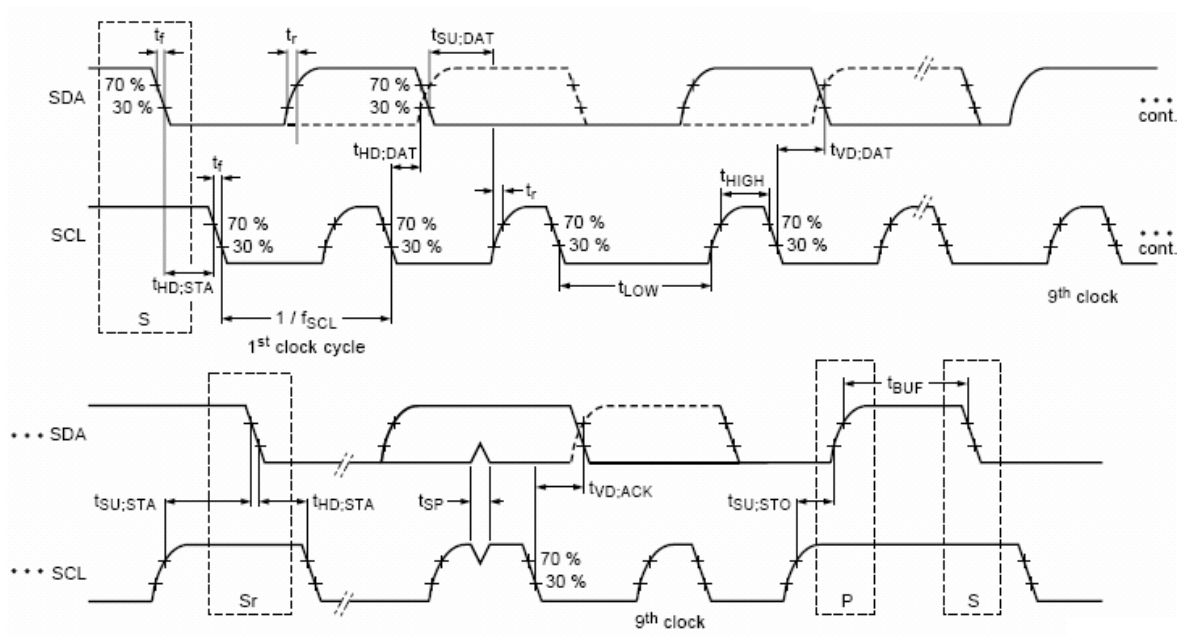 tf
tr
tSU;DAT
SDA
70 %
30 %
70 %
30 %
• • •
cont.
tHD;DAT
tVD;DAT
tf
tr
tHIGH
SCL
70 %
30 %
70 %
30 %
70 %
30 %
70 %
30 %
• • •
cont.
tHD;STA
tLOW
9th clock
S
1 / fSCL
1st clock cycle
tBUF
• • • SDA
tSU;STA
tHD;STA
tSP
tVD;ACK
tSU;STO
• • • SCL
70 %
30 %
Sr
9th clock
P
S